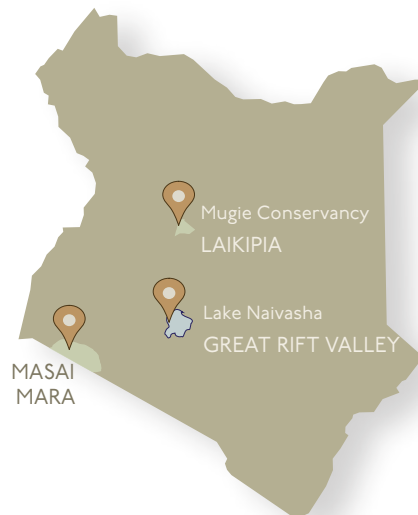 Mugie Conservancy
LAIKIPIA
Lake Naivasha
GREAT RIFT VALLEY
MASAI
MARA